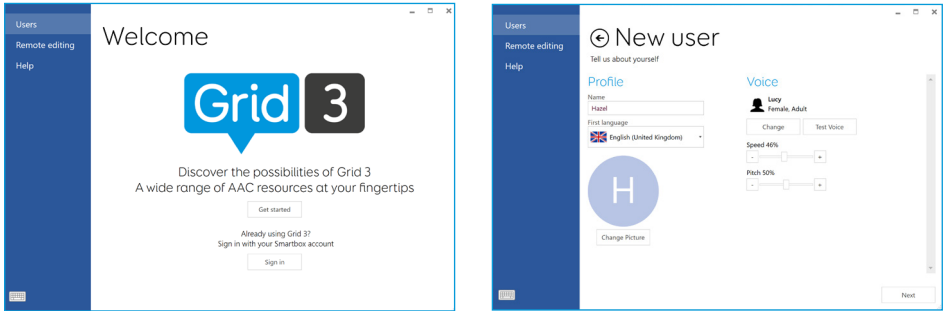 Users
Remote editing
Help
Welcome
Grid 3
Discover the possibilities of Grid 3
A wide range of AAC resources at your fingertips
Get started
Already using Grid 3?
Sign in with your Smartbox account
Sign in
Users
Remote editing
Help
New user
Tell us about yourself
Profile
Name
Hazel
First language
English (United Kingdom)
H
Change Picture
Voice
Lucy
Female, Adult
Change
Test Voice
Speed 46%
- +
Pitch 50%
- +
Next